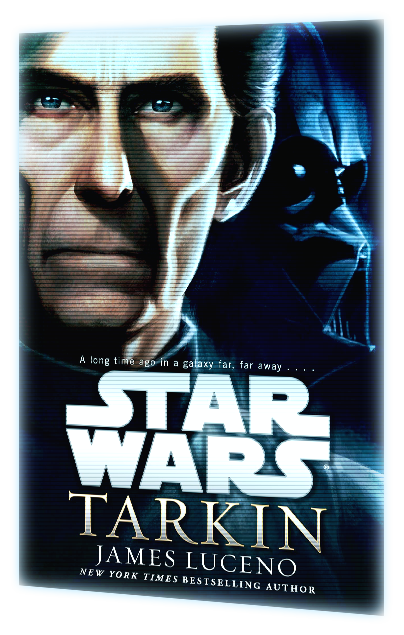 A long time ago in a galaxy far, far away . . . .
STAR
WARS®
TARKIN
JAMES LUCENO
NEW YORK TIMES BESTSELLING AUTHOR